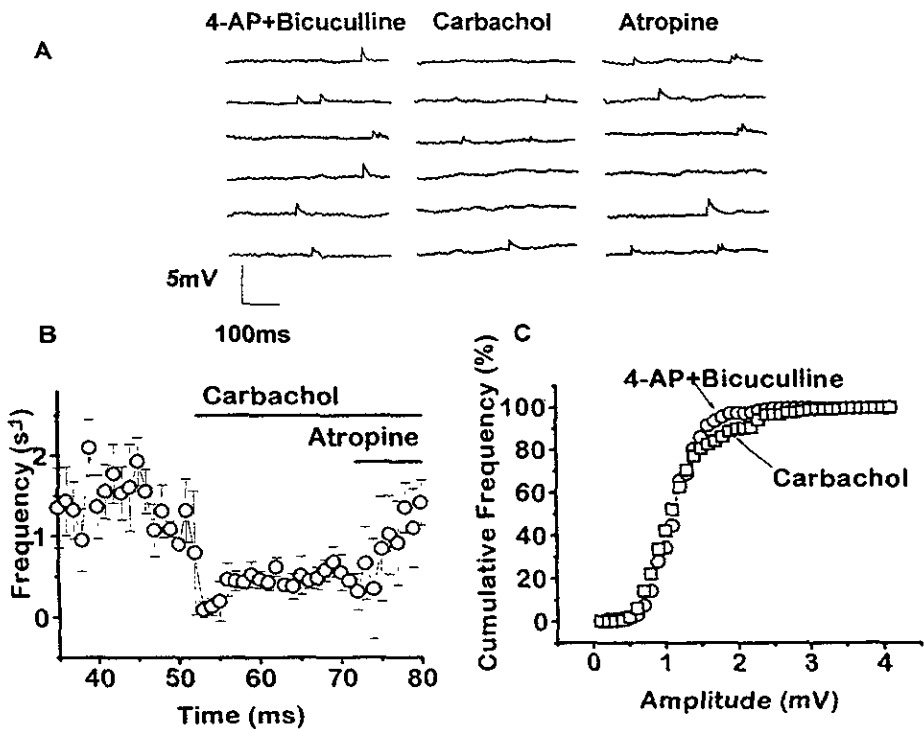 A
4-AP+Bicuculline Carbachol Atropine
5mV
100ms
B
Carbachol
Atropine
Frequency (s-1)
2
1
0
40 50 60 70 80
Time (ms)
C
4-AP+Bicuculline
Carbachol
Cumulative Frequency (%)
100
80
60
40
20
0
0 1 2 3 4
Amplitude (mV)